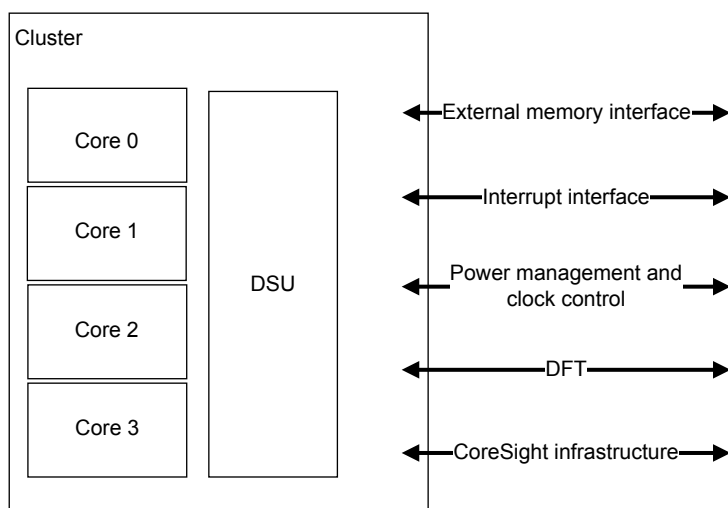 Cluster
Core 0
Core 1
Core 2
Core 3
DSU
External memory interface
Interrupt interface
Power management and
clock control
DFT
CoreSight infrastructure